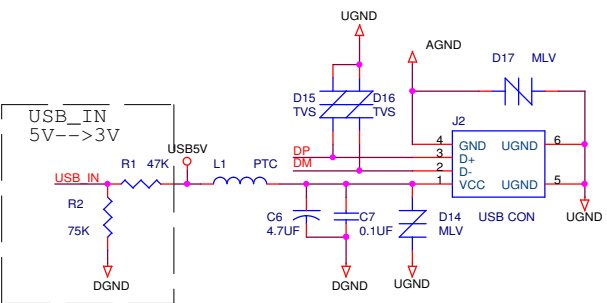 UGND
AGND
D17 MLV
D15
TVS
D16
TVS
USB_IN
5V-->3V
J2
USB5V
DP
DM
4 GND UGND 6
3 D+
2 D-
1 VCC UGND 5
R1 47K
L1 PTC
USB_IN
USB CON
UGND
R2
75K
C6
4.7UF
C7
0.1UF
D14
MLV
DGND
DGND
UGND